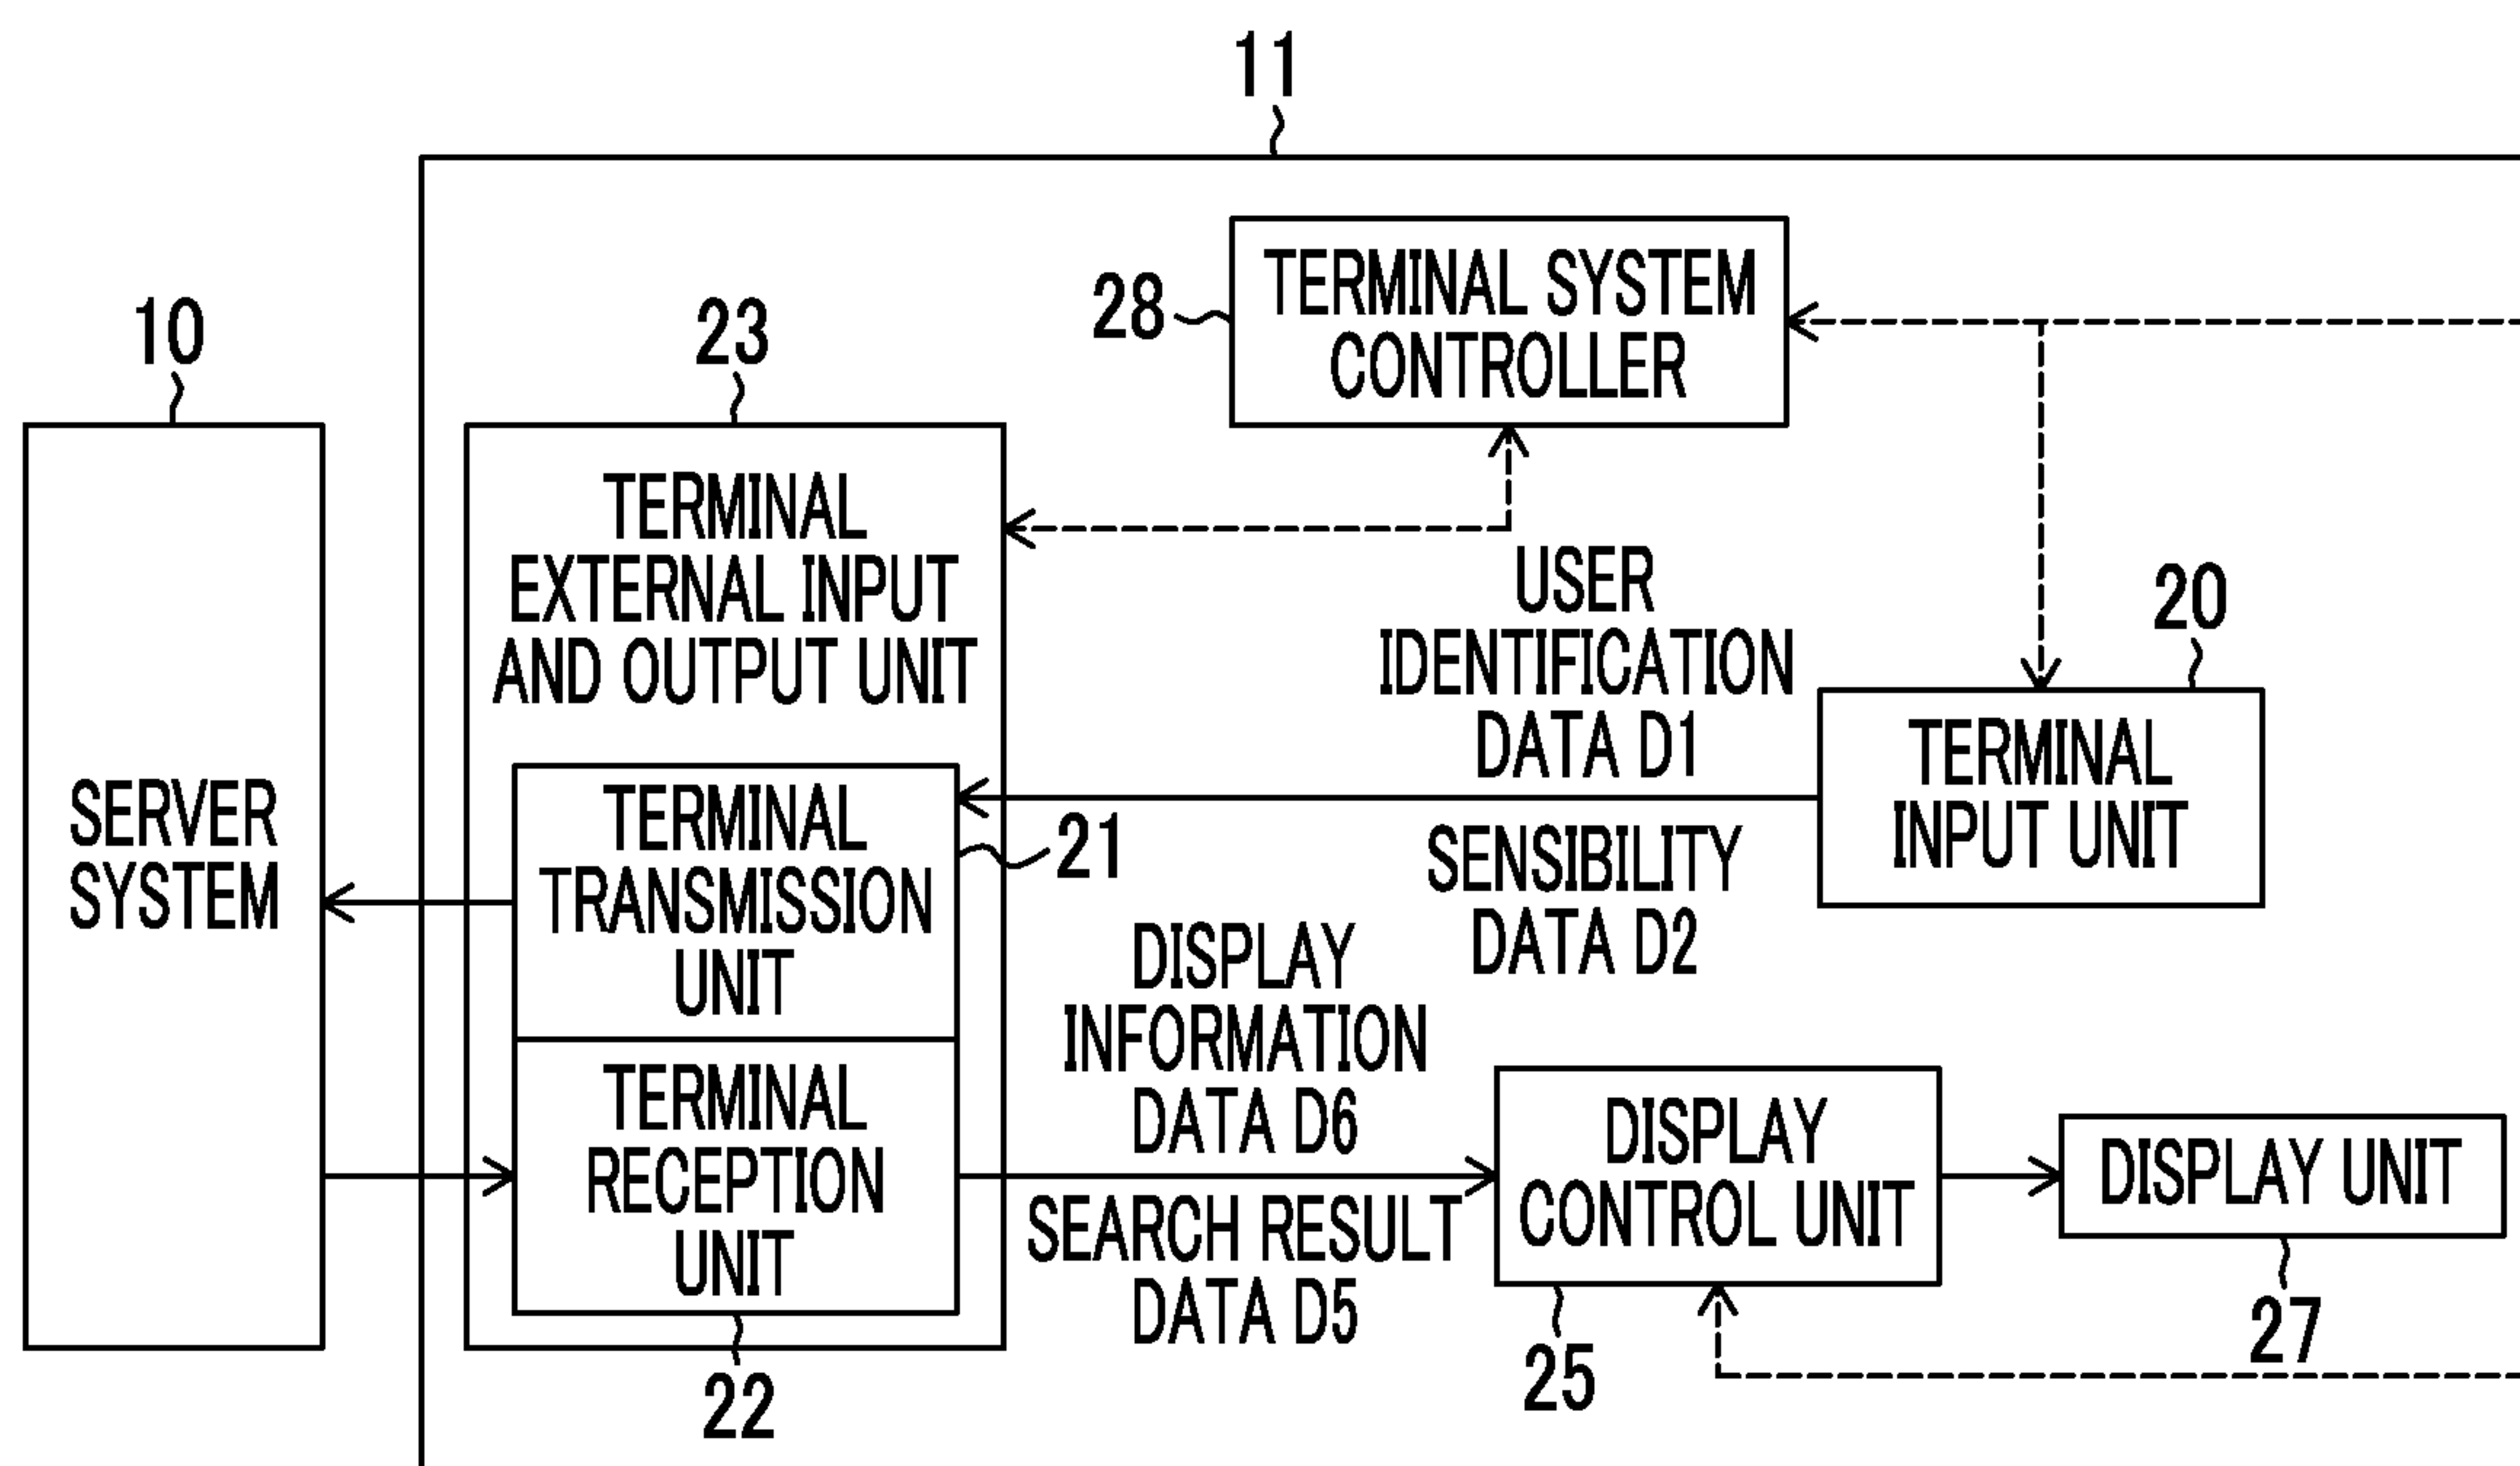 11
28
TERMINAL SYSTEM
CONTROLLER
10
23
TERMINAL
EXTERNAL INPUT
AND OUTPUT UNIT
USER
IDENTIFICATION
DATA D1
20
TERMINAL
INPUT UNIT
SERVER
SYSTEM
TERMINAL
TRANSMISSION
UNIT
21
SENSIBILITY
DATA D2
DISPLAY
INFORMATION
DATA D6
TERMINAL
RECEPTION
UNIT
SEARCH RESULT
DATA D5
DISPLAY
CONTROL UNIT
DISPLAY UNIT
22
25
27